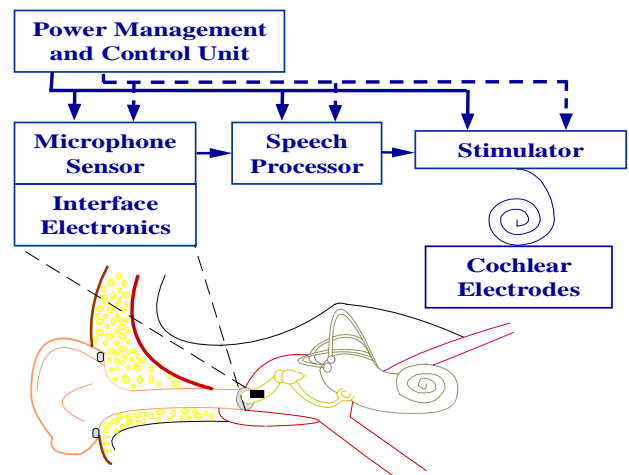 Power Management
and Control Unit
Microphone
Sensor
Speech
Processor
Stimulator
Interface
Electronics
Cochlear
Electrodes